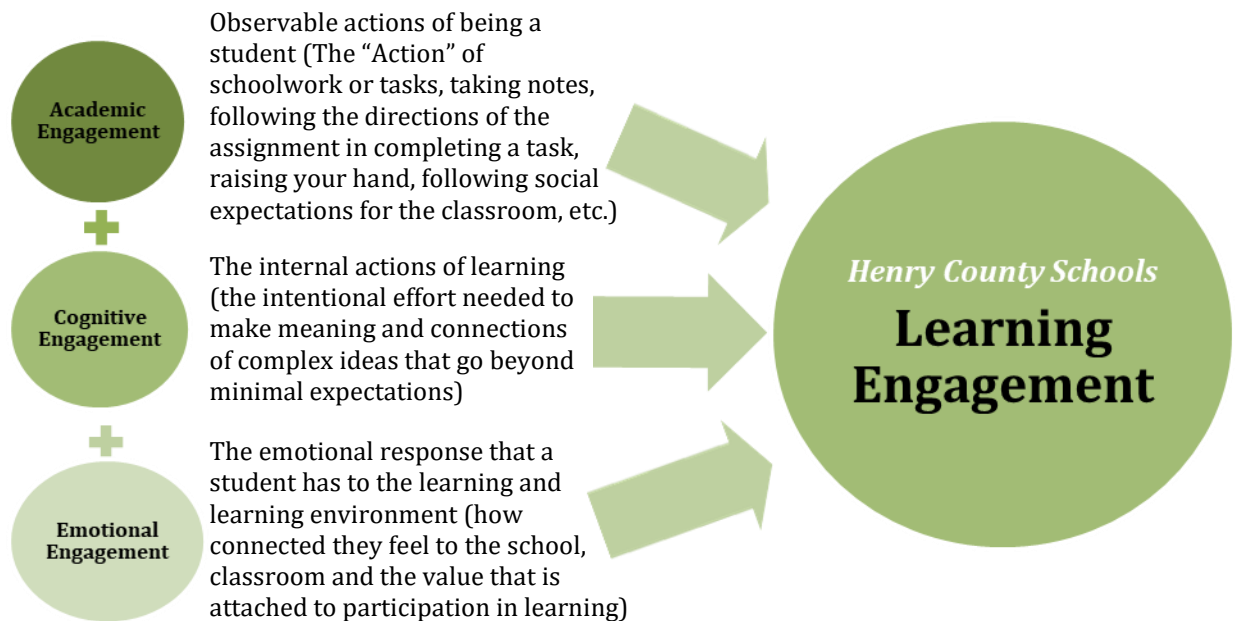 Academic
Engagement
Observable actions of being a
student (The “Action” of
schoolwork or tasks, taking notes,
following the directions of the
assignment in completing a task,
raising your hand, following social
expectations for the classroom, etc.)
Cognitive
Engagement
The internal actions of learning
(the intentional effort needed to
make meaning and connections
of complex ideas that go beyond
minimal expectations)
Emotional
Engagement
The emotional response that a
student has to the learning and
learning environment (how
connected they feel to the school,
classroom and the value that is
attached to participation in learning)
Henry County Schools
Learning
Engagement